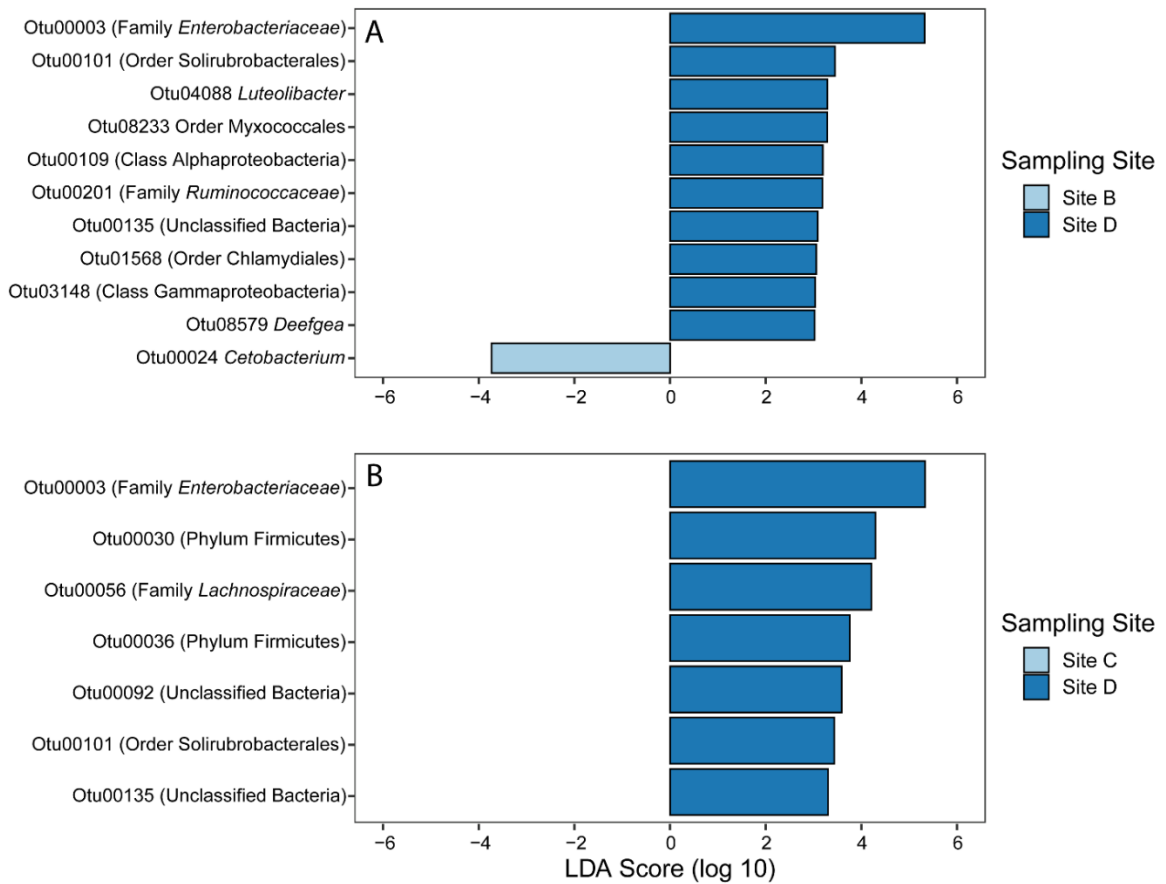 A
Otu00003 (Family Enterobacteriaceae)
Otu00101 (Order Solirubrobacterales)
Otu04088 Luteolibacter
Otu08233 Order Myxococcales
Otu00109 (Class Alphaproteobacteria)
Otu00201 (Family Ruminococcaceae)
Otu00135 (Unclassified Bacteria)
Otu01568 (Order Chlamydiales)
Otu03148 (Class Gammaproteobacteria)
Otu08579 Deefgea
Otu00024 Cetobacterium
−6 −4 −2 0 2 4 6
Sampling Site
Site B
Site D
B
Otu00003 (Family Enterobacteriaceae)
Otu00030 (Phylum Firmicutes)
Otu00056 (Family Lachnospiraceae)
Otu00036 (Phylum Firmicutes)
Otu00092 (Unclassified Bacteria)
Otu00101 (Order Solirubrobacterales)
Otu00135 (Unclassified Bacteria)
−6 −4 −2 0 2 4 6
LDA Score (log 10)
Sampling Site
Site C
Site D